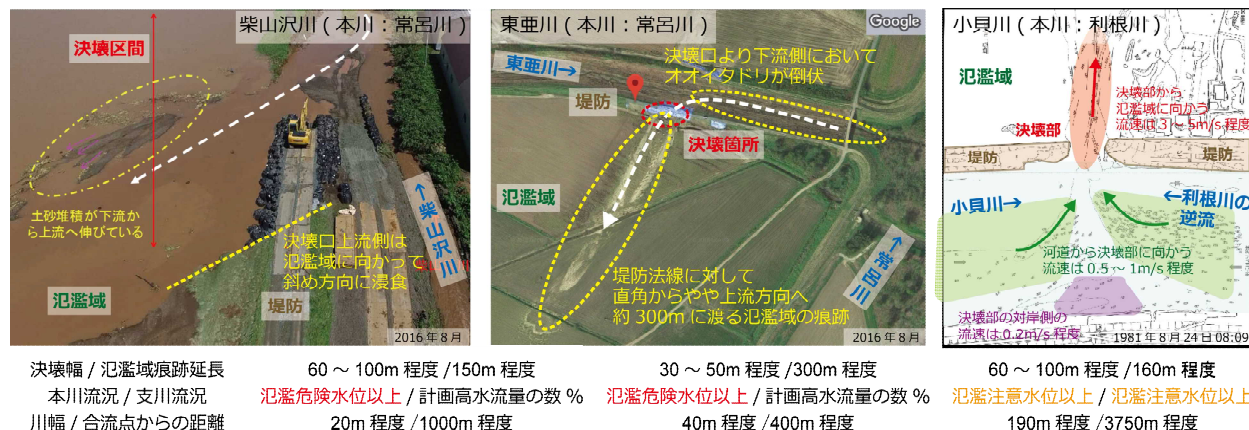 柴山沢川（本川：常呂川）
決壊区間
土砂堆積が下流か
ら上流へ伸びている
決壊口上流側は
氾濫域に向かって
斜め方向に浸食
↑柴山沢川
氾濫域
堤防
2016年8月
東亜川（本川：常呂川）
Google
東亜川→
決壊口より下流側において
オオイタドリが倒伏
堤防
決壊箇所
氾濫域
堤防法線に対して
直角からやや上流方向へ
約300mに渡る氾濫域の痕跡
↑常呂川
2016年8月
小貝川（本川：利根川）
氾濫域
決壊部から
氾濫域に向かう
流速は3～5m/s程度
決壊部
堤防
堤防
小貝川→
←利根川の
逆流
河道から決壊部に向かう
流速は0.5～1m/s程度
決壊部の対岸側の
流速は0.2m/s程度
1981年8月24日08:09
決壊幅 / 氾濫域痕跡延長 60～100m程度/150m程度 30～50m程度/300m程度 60～100m程度/160m程度
本川流況 / 支川流況 氾濫危険水位以上 / 計画高水流量の数% 氾濫危険水位以上 / 計画高水流量の数% 氾濫注意水位以上 / 氾濫注意水位以上
川幅 / 合流点からの距離 20m程度/1000m程度 40m程度/400m程度 190m程度/3750m程度